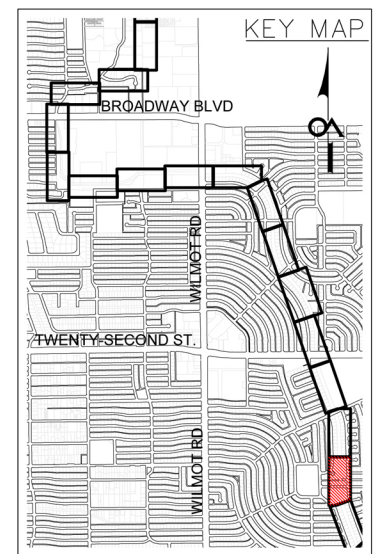 KEY MAP
BROADWAY BLVD
WILMOT RD
TWENTY-SECOND ST.
WILMOT RD